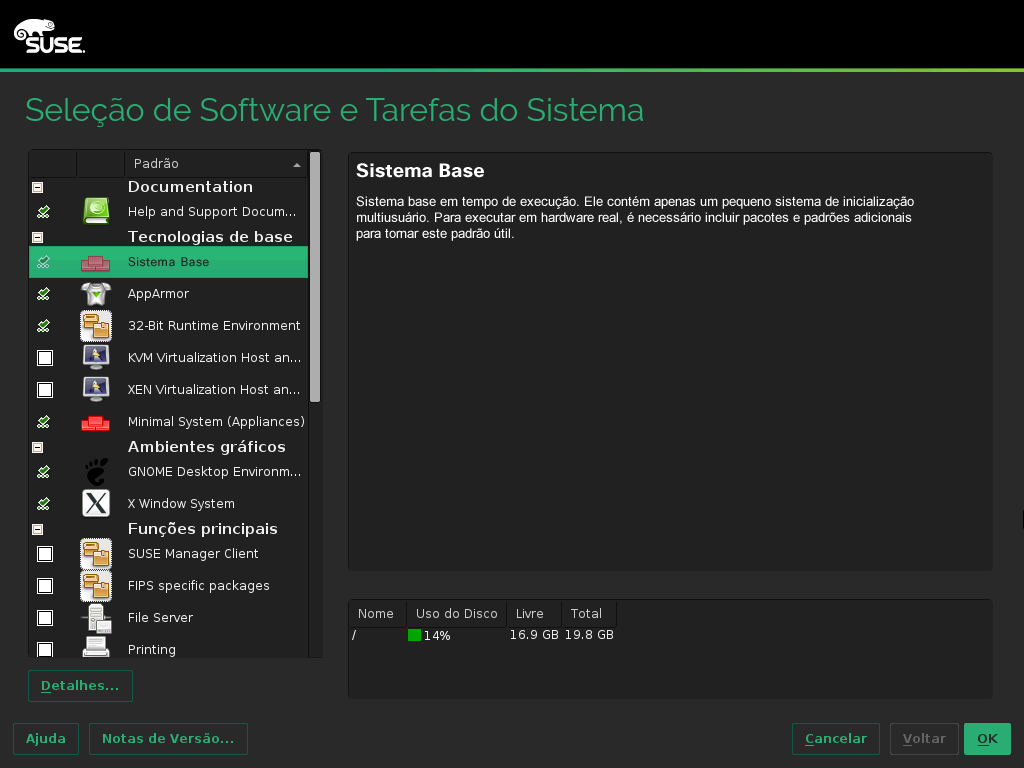 SUSE
Seleção de Software e Tarefas do Sistema
Padrão
Documentation
Help and Support Docum...
Tecnologias de base
Sistema Base
AppArmor
32-Bit Runtime Environment
KVM Virtualization Host an...
XEN Virtualization Host an...
Minimal System (Appliances)
Ambientes gráficos
GNOME Desktop Environm...
X Window System
Funções principais
SUSE Manager Client
FIPS specific packages
File Server
Printing
Detalhes...
Sistema Base
Sistema base em tempo de execução. Ele contém apenas um pequeno sistema de inicialização
multiusuário. Para executar em hardware real, é necessário incluir pacotes e padrões adicionais
para tornar este padrão útil.
Nome Uso do Disco Livre Total
/ 14% 16.9 GB 19.8 GB
Ajuda Notas de Versão... Cancelar Voltar OK